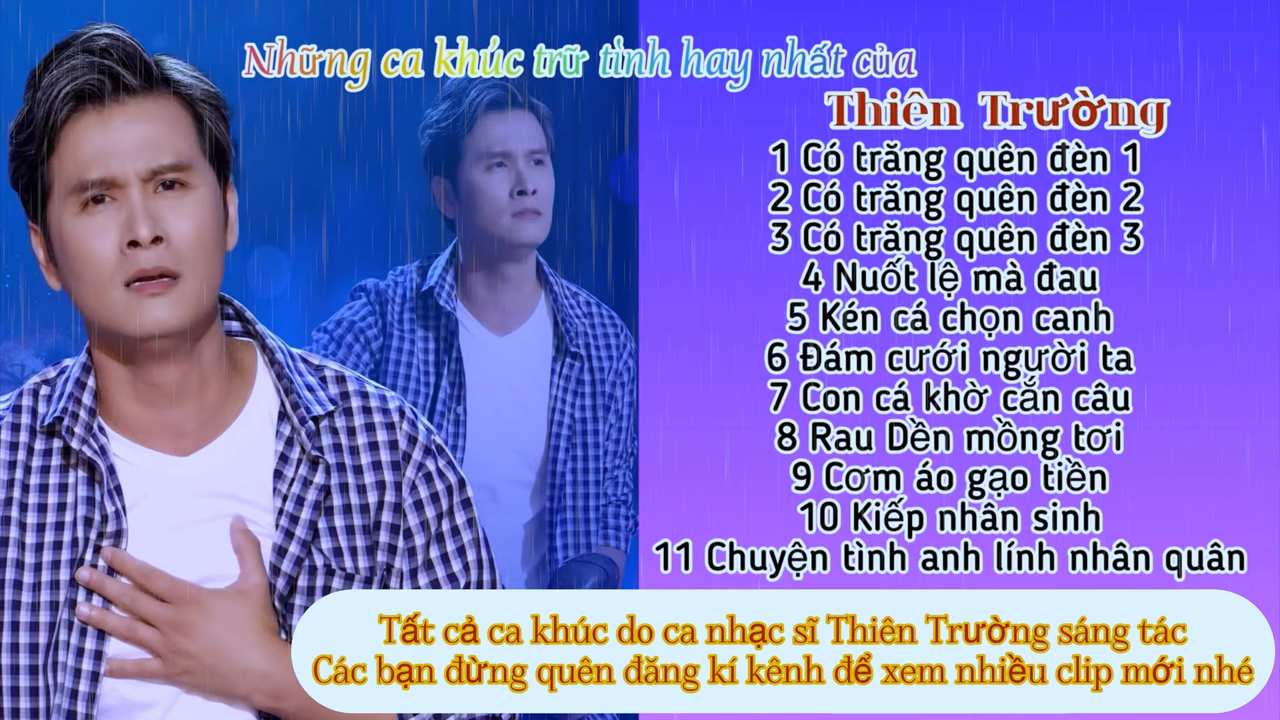 Những ca khúc trữ tình hay nhất của
Thiên Trường
1 Có trăng quên đèn 1
2 Có trăng quên đèn 2
3 Có trăng quên đèn 3
4 Nuốt lệ mà đau
5 Kén cá chọn canh
6 Đám cưới người ta
7 Con cá khờ cắn câu
8 Rau Dền mồng tơi
9 Cơm áo gạo tiền
10 Kiếp nhân sinh
11 Chuyện tình anh lính nhân quân
Tất cả ca khúc do ca nhạc sĩ Thiên Trường sáng tác
Các bạn đừng quên đăng kí kênh để xem nhiều clip mới nhé